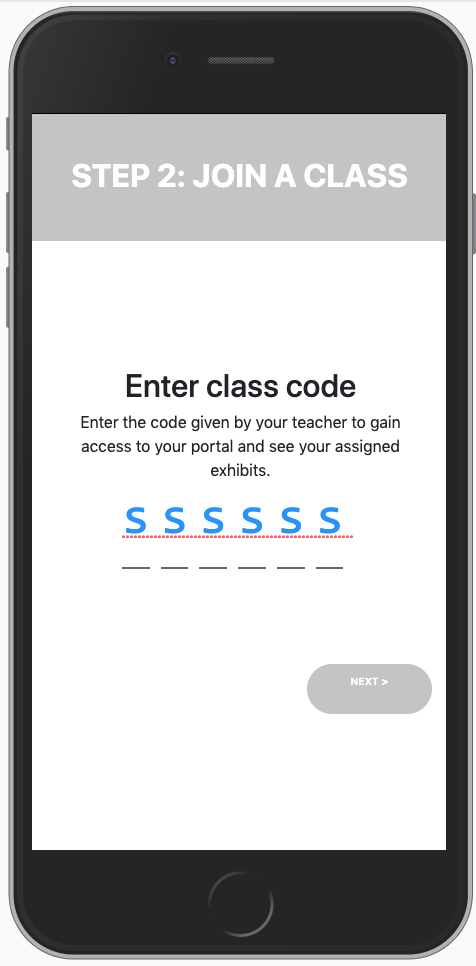 STEP 2: JOIN A CLASS
Enter class code
Enter the code given by your teacher to gain
access to your portal and see your assigned
exhibits.
S S S S S S
NEXT >